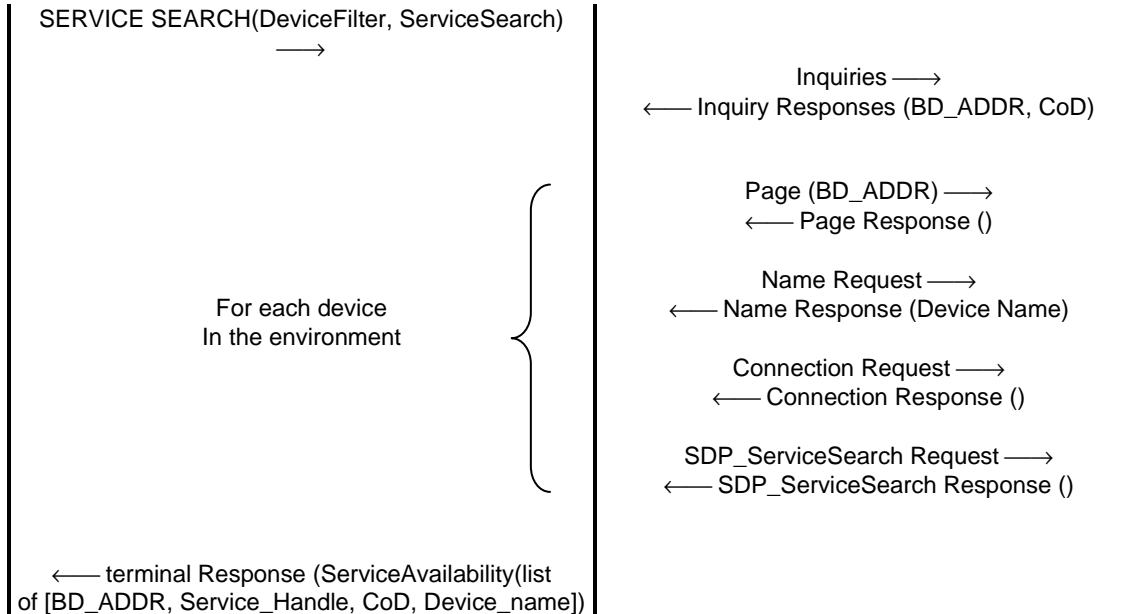 SERVICE SEARCH(DeviceFilter, ServiceSearch)
⟶
Inquiries ⟶
⟵ Inquiry Responses (BD_ADDR, CoD)
Page (BD_ADDR) ⟶
⟵ Page Response ()
Name Request ⟶
⟵ Name Response (Device Name)
For each device
In the environment
Connection Request ⟶
⟵ Connection Response ()
SDP_ServiceSearch Request ⟶
⟵ SDP_ServiceSearch Response ()
⟵ terminal Response (ServiceAvailability(list
of [BD_ADDR, Service_Handle, CoD, Device_name])